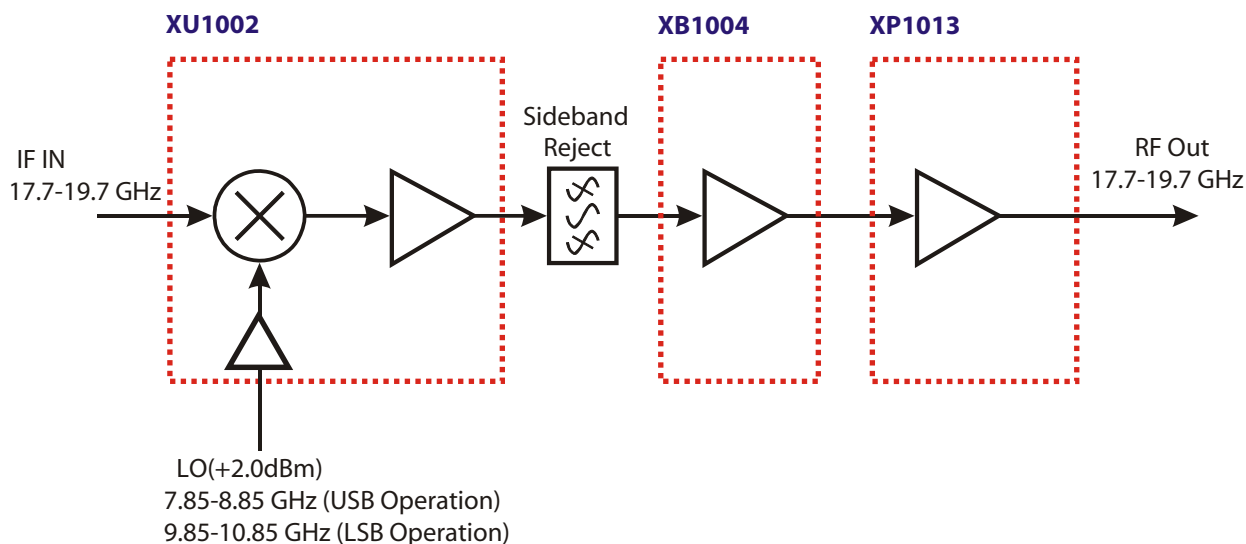 XU1002
XB1004
XP1013
Sideband
Reject
IF IN
17.7-19.7 GHz
RF Out
17.7-19.7 GHz
LO(+2.0dBm)
7.85-8.85 GHz (USB Operation)
9.85-10.85 GHz (LSB Operation)